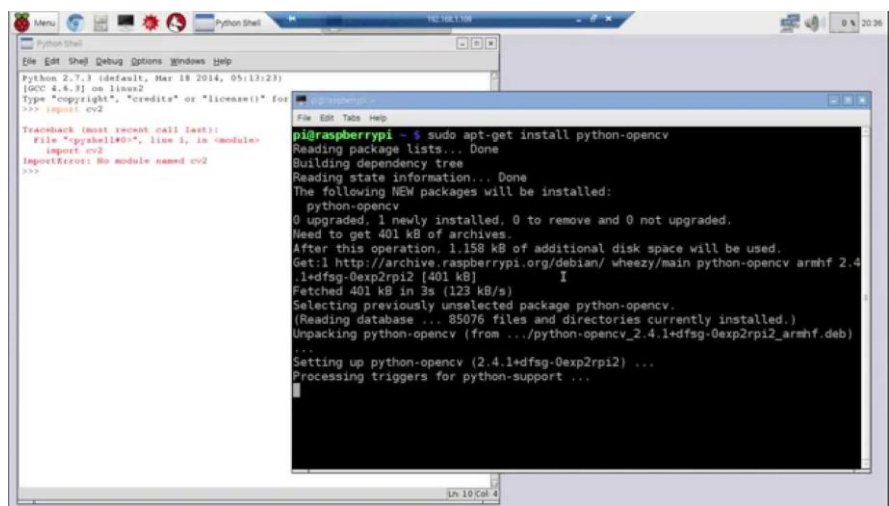 Menu
Python Shell
192.168.1.109
0 %
20:36
Python Shell
File Edit Shell Debug Options Windows Help
Python 2.7.3 (default, Mar 18 2014, 05:13:23)
[GCC 4.6.3] on linux2
Type "copyright", "credits" or "license()" for
>>> import cv2
Traceback (most recent call last):
File "<pyshell#0>", line 1, in <module>
import cv2
ImportError: No module named cv2
>>>
Ln: 10 Col: 4
pi@raspberrypi: ~
File Edit Tabs Help
pi@raspberrypi ~ $ sudo apt-get install python-opencv
Reading package lists... Done
Building dependency tree
Reading state information... Done
The following NEW packages will be installed:
python-opencv
0 upgraded, 1 newly installed, 0 to remove and 0 not upgraded.
Need to get 401 kB of archives.
After this operation, 1,158 kB of additional disk space will be used.
Get:1 http://archive.raspberrypi.org/debian/ wheezy/main python-opencv armhf 2.4
.1+dfsg-0exp2rpi2 [401 kB]
Fetched 401 kB in 3s (123 kB/s)
Selecting previously unselected package python-opencv.
(Reading database ... 85076 files and directories currently installed.)
Unpacking python-opencv (from .../python-opencv_2.4.1+dfsg-0exp2rpi2_armhf.deb)
...
Setting up python-opencv (2.4.1+dfsg-0exp2rpi2) ...
Processing triggers for python-support ...